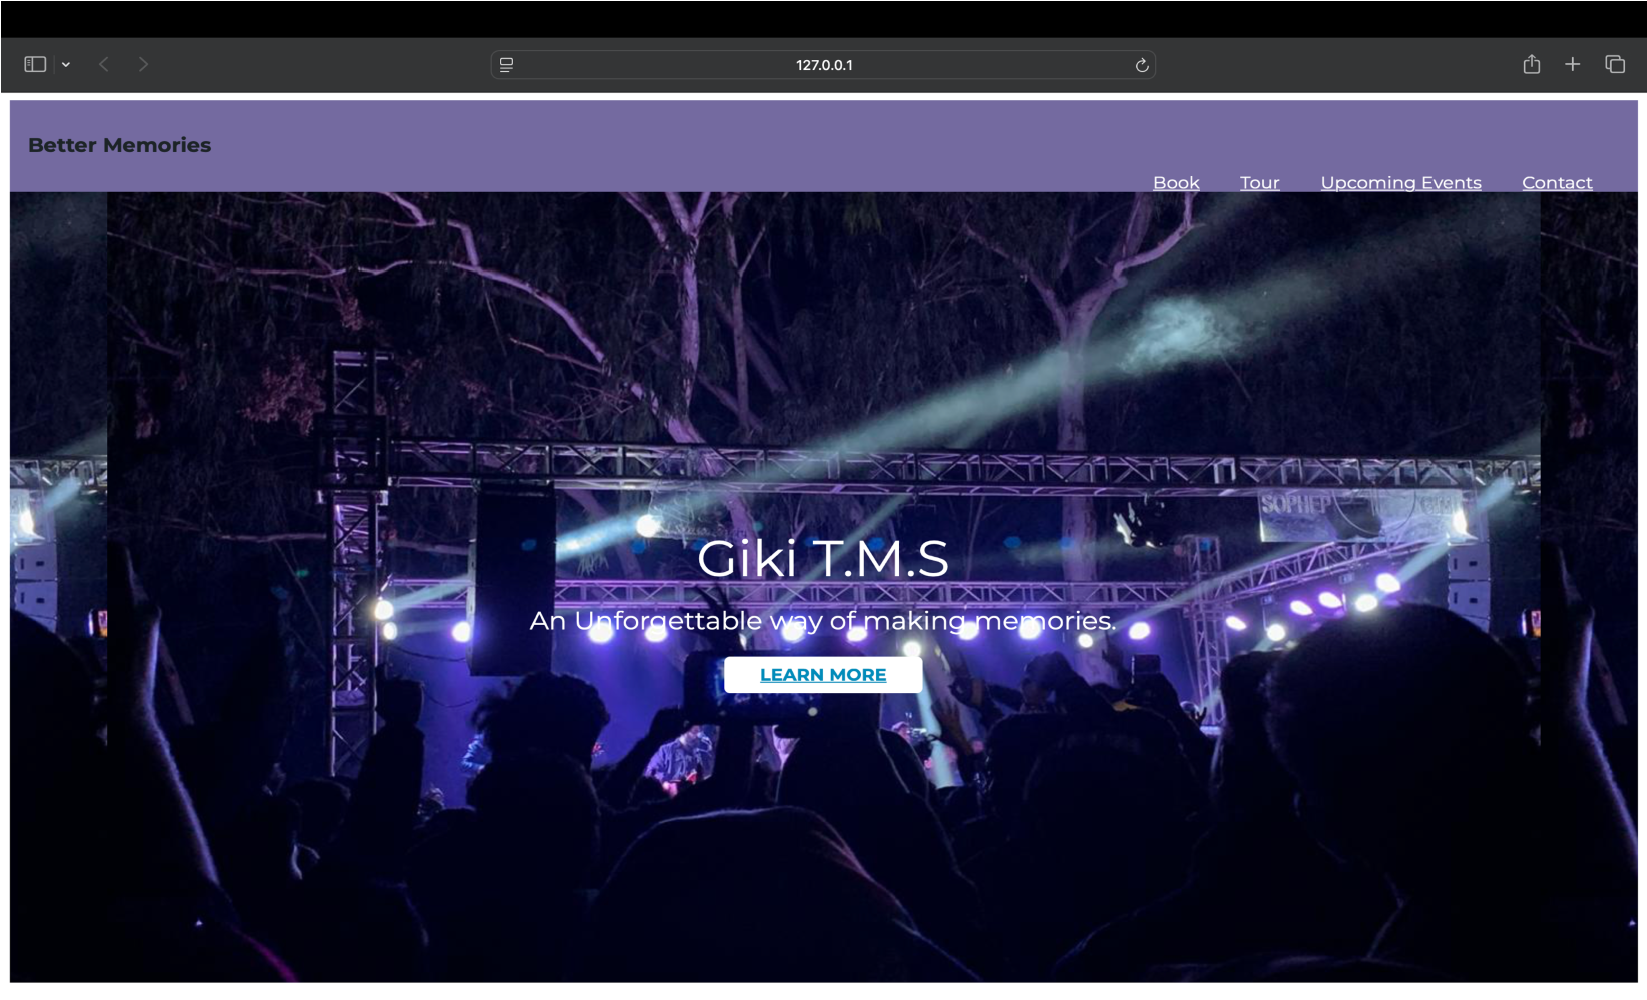 127.0.0.1
Better Memories
Book Tour Upcoming Events Contact
SOPHEP
Giki T.M.S
An Unforgettable way of making memories.
LEARN MORE